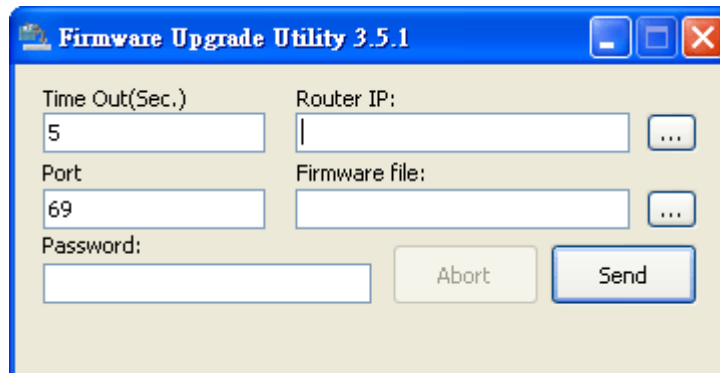 Firmware Upgrade Utility 3.5.1
Time Out(Sec.) Router IP:
5 ...
Port Firmware file:
69 ...
Password:
Abort Send